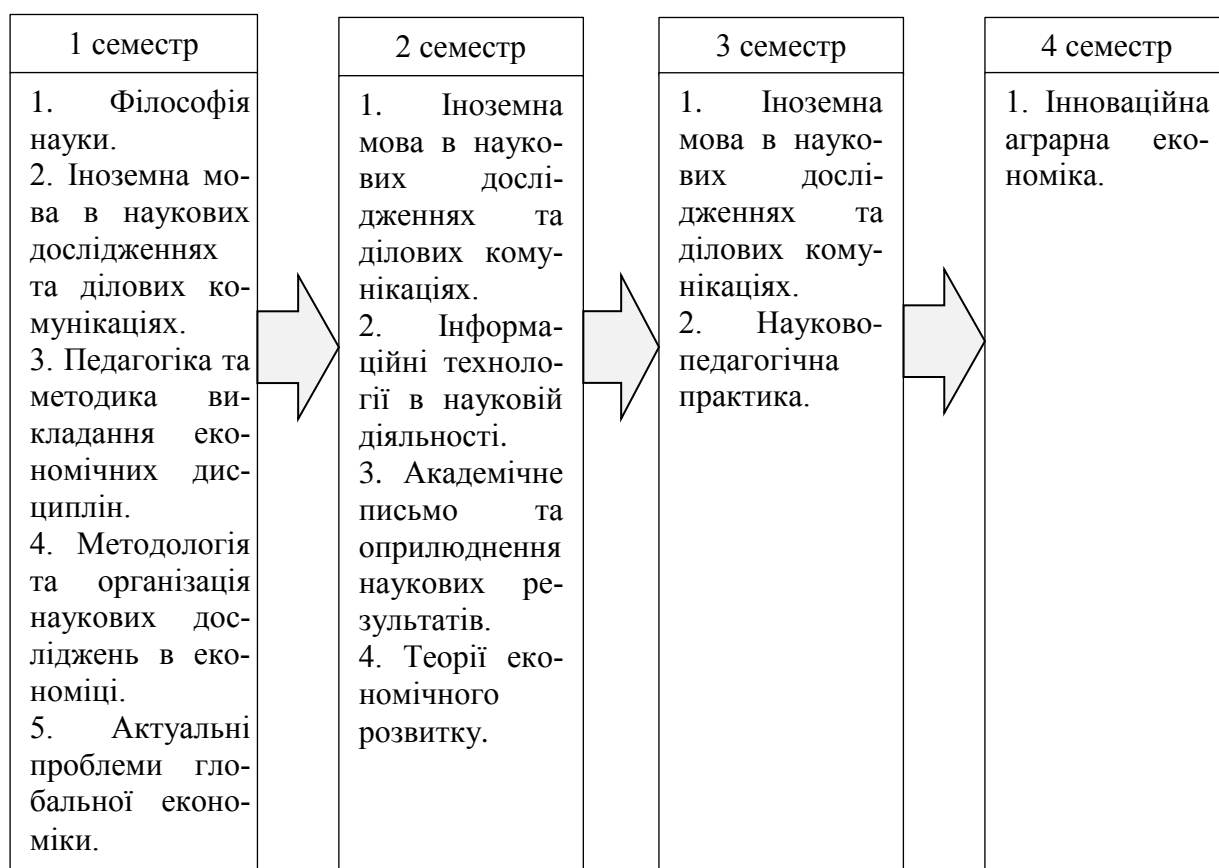 1 семестр
1. Філософія
науки.
2. Іноземна мо-
ва в наукових
дослідженнях
та ділових ко-
мунікаціях.
3. Педагогіка та
методика ви-
кладання еко-
номічних дис-
циплін.
4. Методологія
та організація
наукових дос-
ліджень в еко-
номіці.
5. Актуальні
проблеми гло-
бальної еконо-
міки.
2 семестр
1. Іноземна
мова в науко-
вих дослі-
дженнях та
ділових кому-
нікаціях.
2. Інформа-
ційні техноло-
гії в науковій
діяльності.
3. Академічне
письмо та
оприлюднення
наукових ре-
зультатів.
4. Теорії еко-
номічного
розвитку.
3 семестр
1. Іноземна
мова в науко-
вих дослі-
дженнях та
ділових кому-
нікаціях.
2. Науково-
педагогічна
практика.
4 семестр
1. Інноваційна
аграрна еко-
номіка.